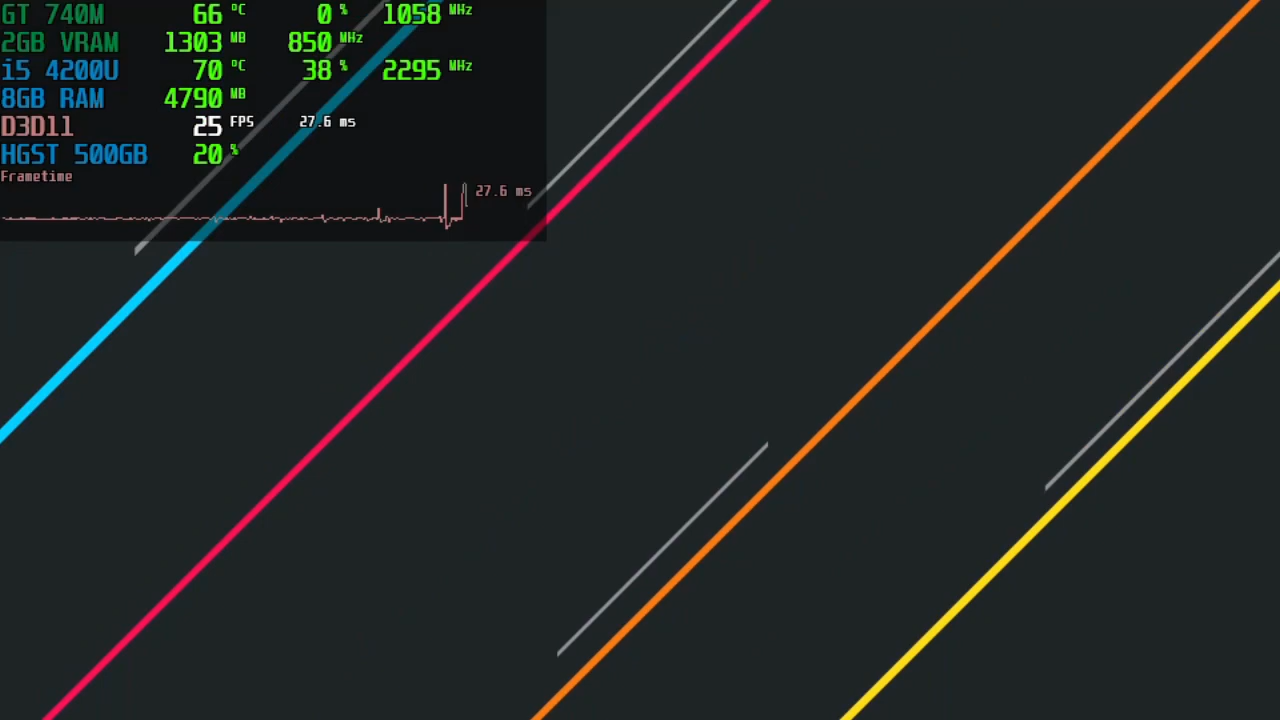 GT 740M 66 °C 0 % 1058 MHz
2GB VRAM 1303 MB 850 MHz
i5 4200U 70 °C 38 % 2295 MHz
8GB RAM 4790 MB
D3D11 25 FPS 27.6 ms
HGST 500GB 20 %
Frametime
27.6 ms